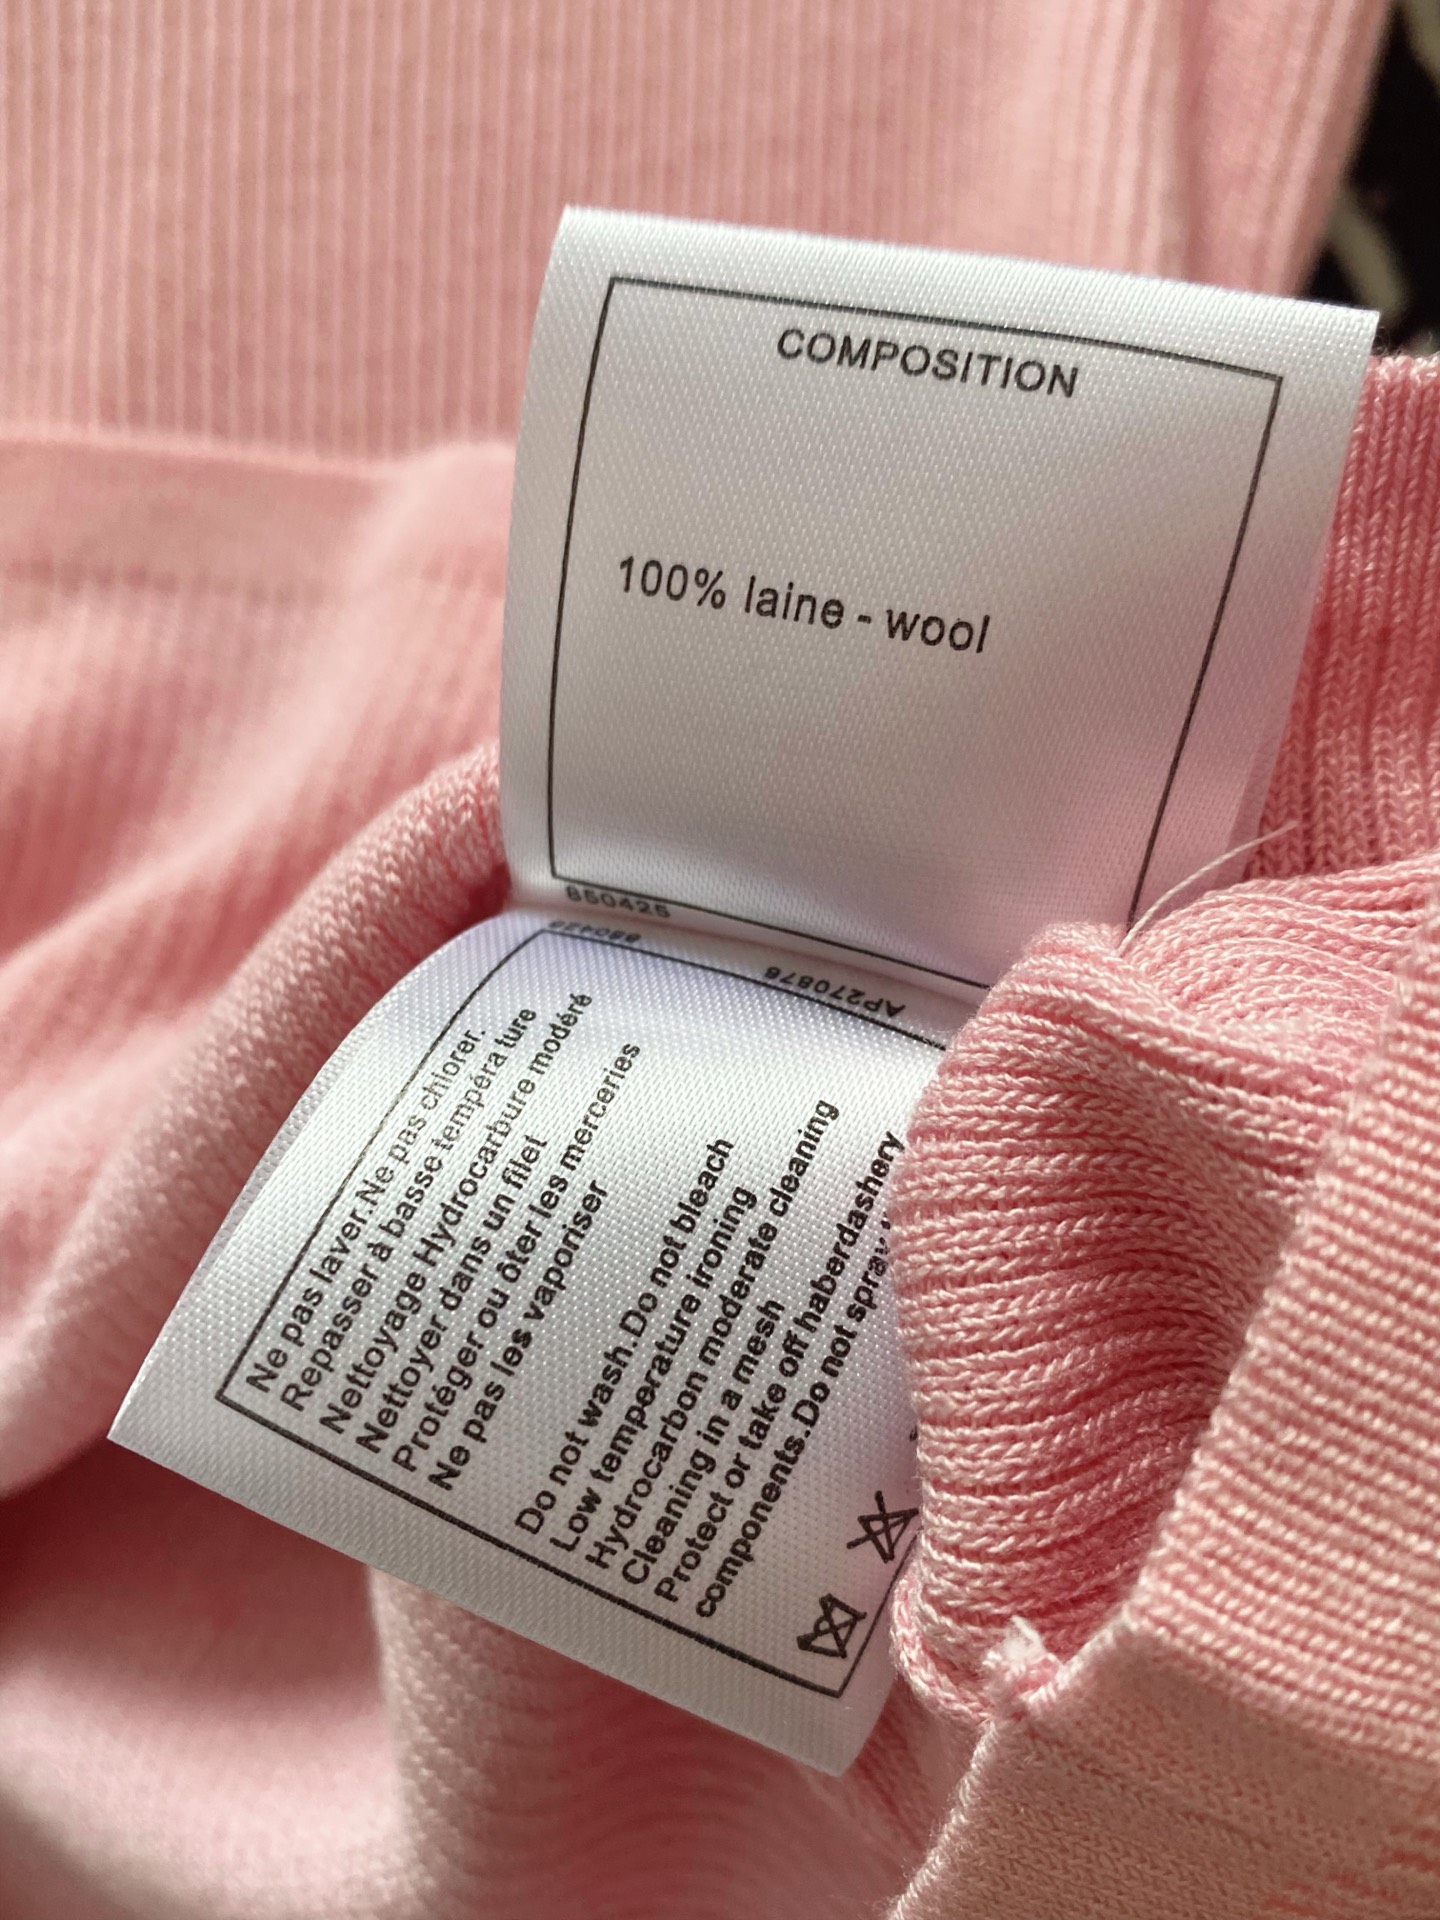 COMPOSITION
100% laine - wool
850425
850425
AP270876
Ne pas laver.Ne pas chlorer.
Repasser à basse tempéra ture
Nettoyage Hydrocarbure modéré
Nettoyer dans un filet
Protéger ou ôter les merceries
Ne pas les vaporiser
Do not wash.Do not bleach
Low temperature ironing
Hydrocarbon moderate cleaning
Cleaning in a mesh
Protect or take off haberdashery
components.Do not spray